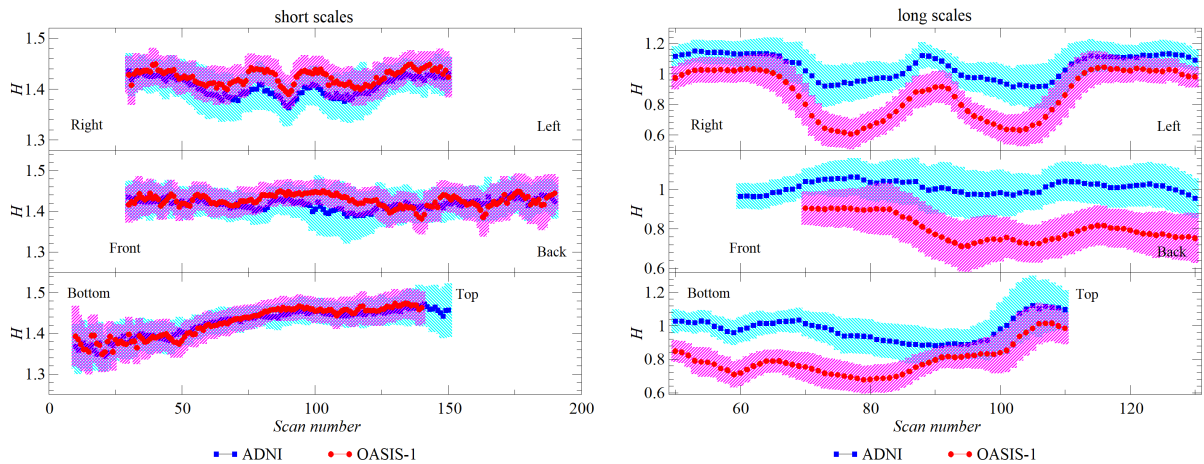 short scales
1.5
H
1.4
Right
Left
1.3
1.5
H
1.4
Front
Back
1.3
Bottom
Top
1.5
H
1.4
1.3
0
50
100
150
200
Scan number
ADNI
OASIS-1
long scales
1.2
1
H
0.8
Right
Left
0.6
1
H
0.8
Front
Back
0.6
1.2
Bottom
Top
1
H
0.8
0.6
60
80
100
120
Scan number
ADNI
OASIS-1